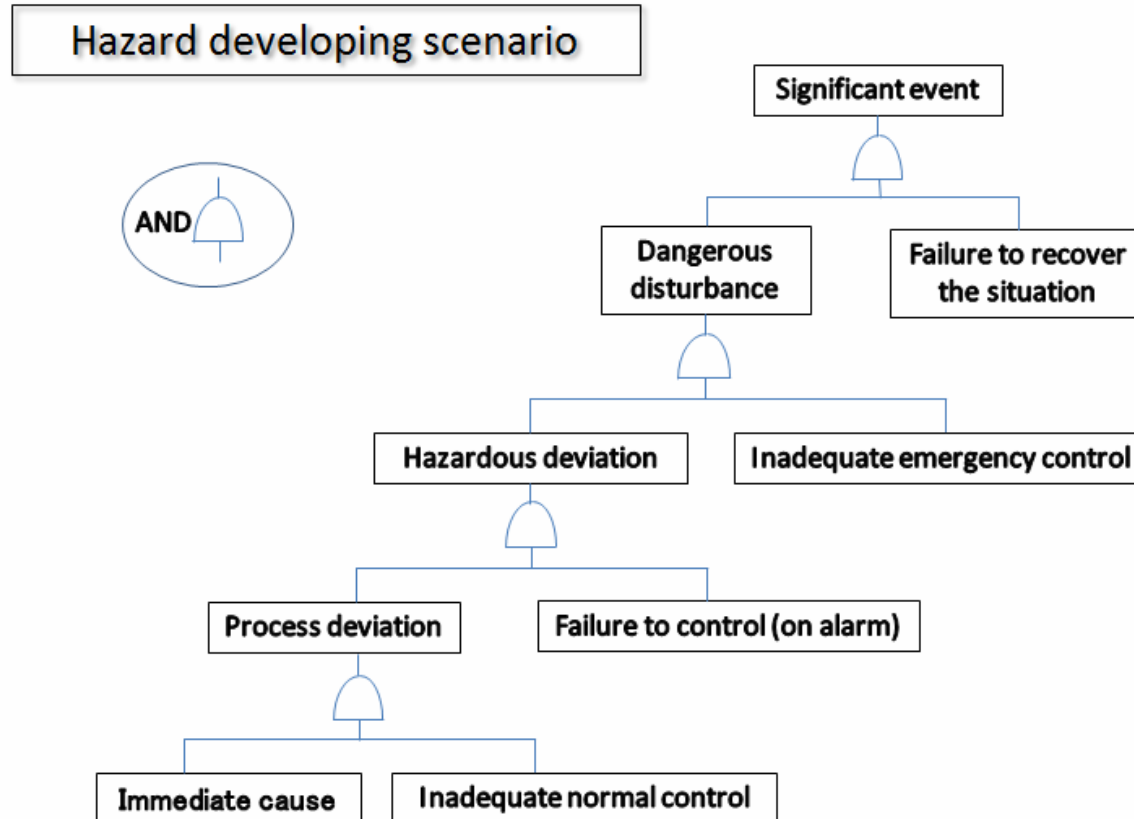 Hazard developing scenario
Significant event
AND
Dangerous
disturbance
Failure to recover
the situation
Hazardous deviation
Inadequate emergency control
Process deviation
Failure to control (on alarm)
Immediate cause
Inadequate normal control